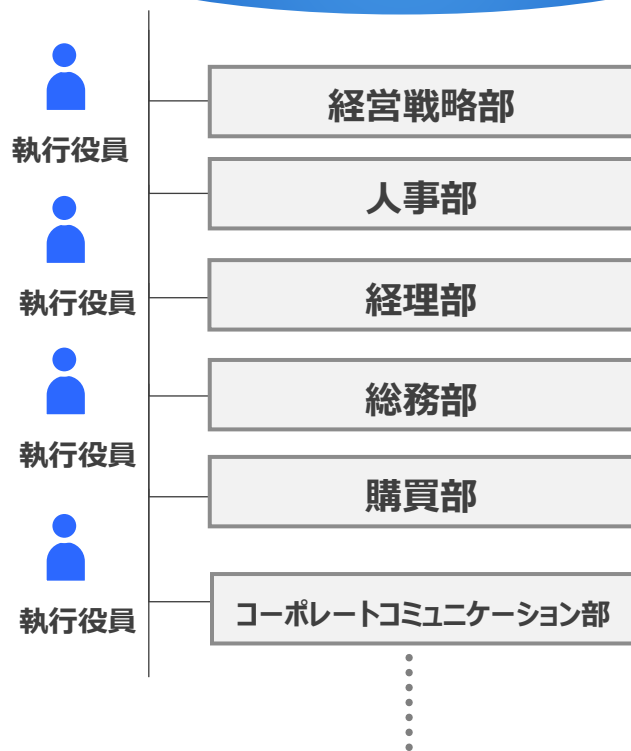 経営戦略部
執行役員
人事部
執行役員
経理部
総務部
執行役員
購買部
執行役員
コーポレートコミュニケーション部